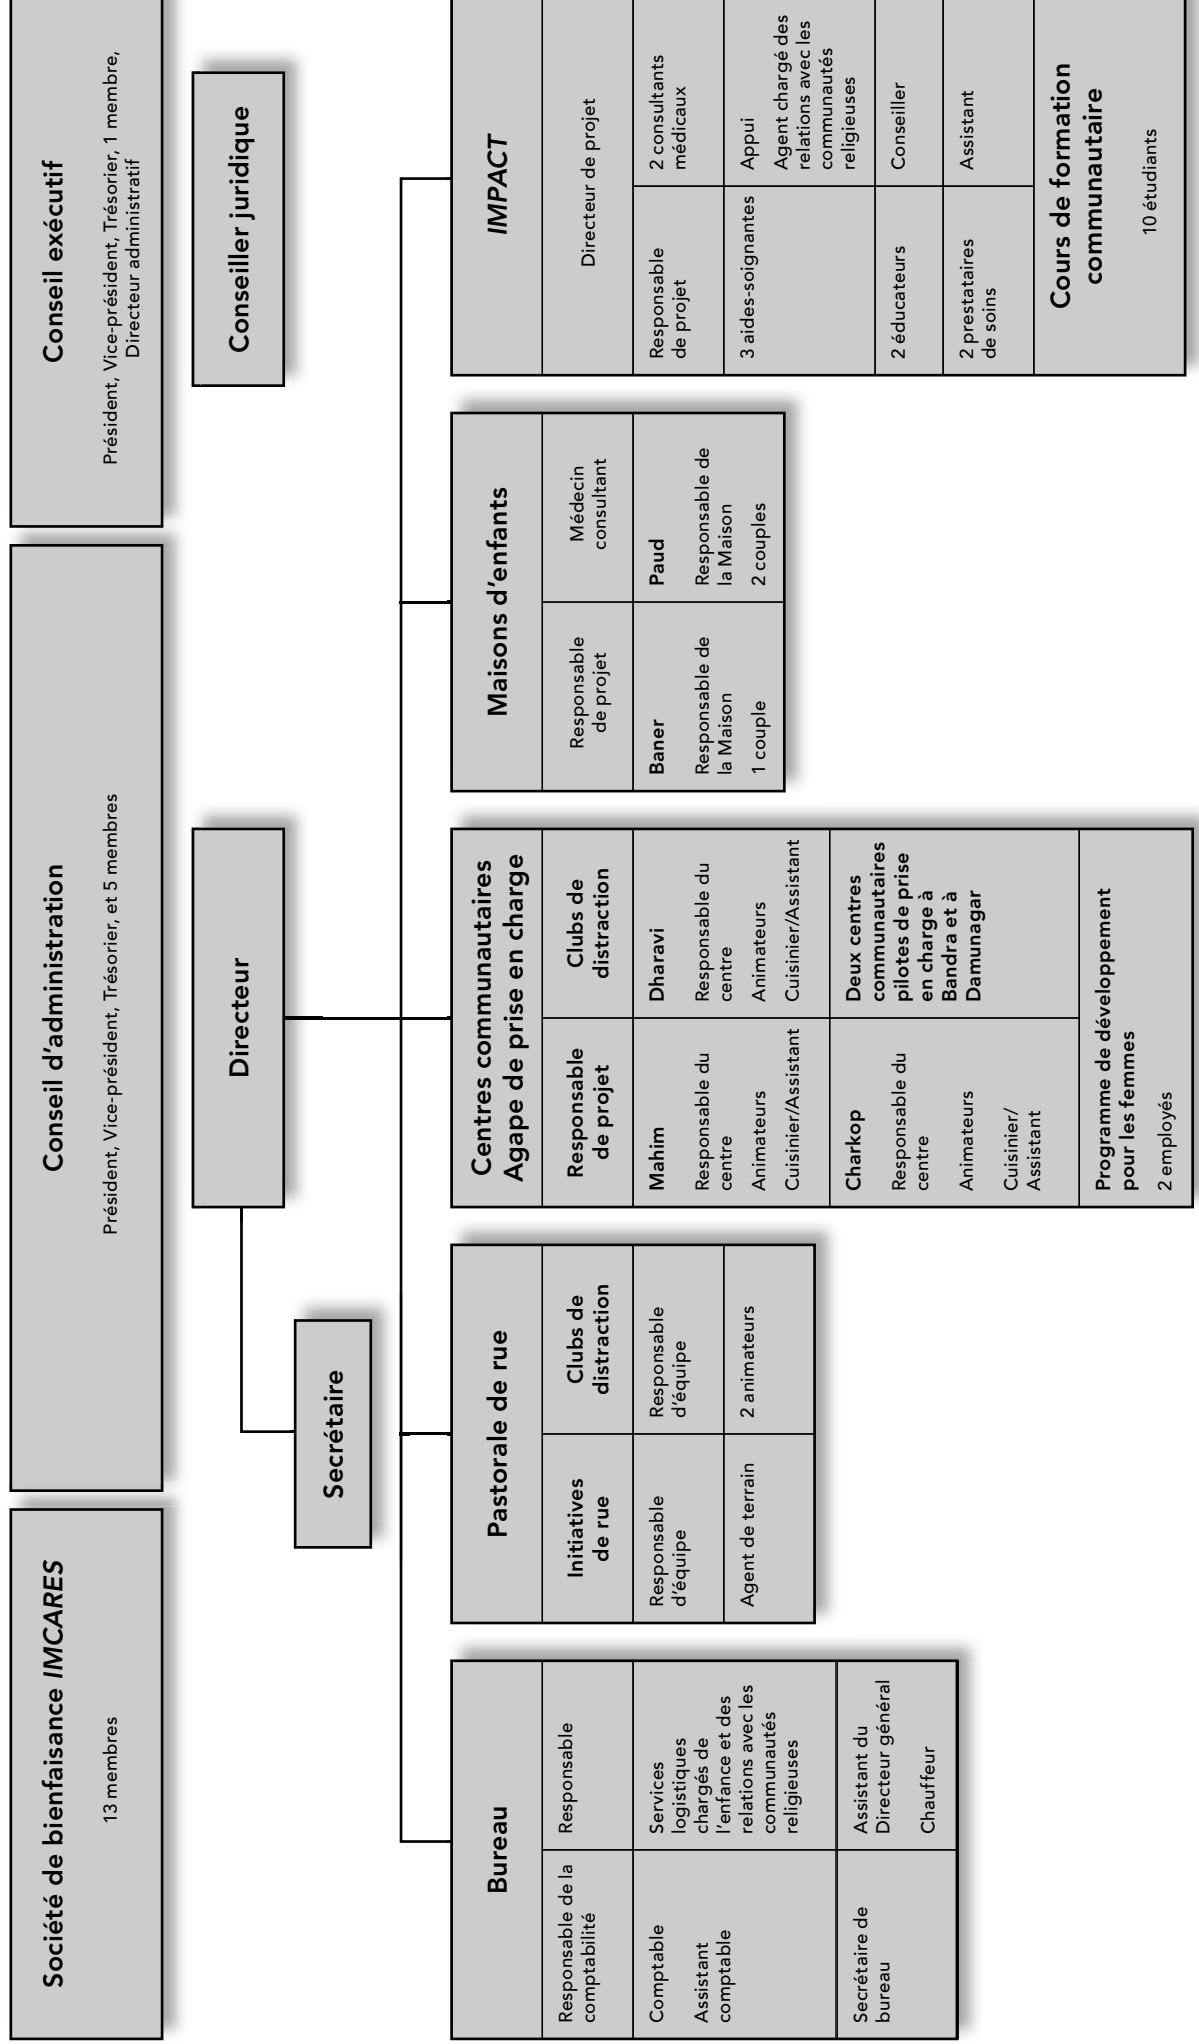 Société de bienfaisance IMCARES
13 membres
Conseil d'administration
Président, Vice-président, Trésorier, et 5 membres
Conseil exécutif
Président, Vice-président, Trésorier, 1 membre,
Directeur administratif
Directeur
Conseiller juridique
Secrétaire
Bureau
Responsable de la
comptabilité
Responsable
Comptable
Assistant
comptable
Services
logistiques
chargés de
l'enfance et des
relations avec les
communautés
religieuses
Secrétaire de
bureau
Assistant du
Directeur général
Chauffeur
Pastorale de rue
Initiatives
de rue
Clubs de
distraction
Responsable
d'équipe
Responsable
d'équipe
Agent de terrain
2 animateurs
Centres communautaires
Agape de prise en charge
Responsable
de projet
Clubs de
distraction
Mahim
Responsable du
centre
Animateurs
Cuisinier/Assistant
Dharavi
Responsable du
centre
Animateurs
Cuisinier/Assistant
Charkop
Responsable du
centre
Animateurs
Cuisinier/
Assistant
Deux centres
communautaires
pilotes de prise
en charge à
Bandra et à
Damunagar
Programme de développement
pour les femmes
2 employés
Maisons d'enfants
Responsable
de projet
Médecin
consultant
Baner
Responsable de
la Maison
1 couple
Paud
Responsable de
la Maison
2 couples
IMPACT
Directeur de projet
Responsable
de projet
2 consultants
médicaux
3 aides-soignantes
Appui
Agent chargé des
relations avec les
communautés
religieuses
2 éducateurs
Conseiller
2 prestataires
de soins
Assistant
Cours de formation
communautaire
10 étudiants